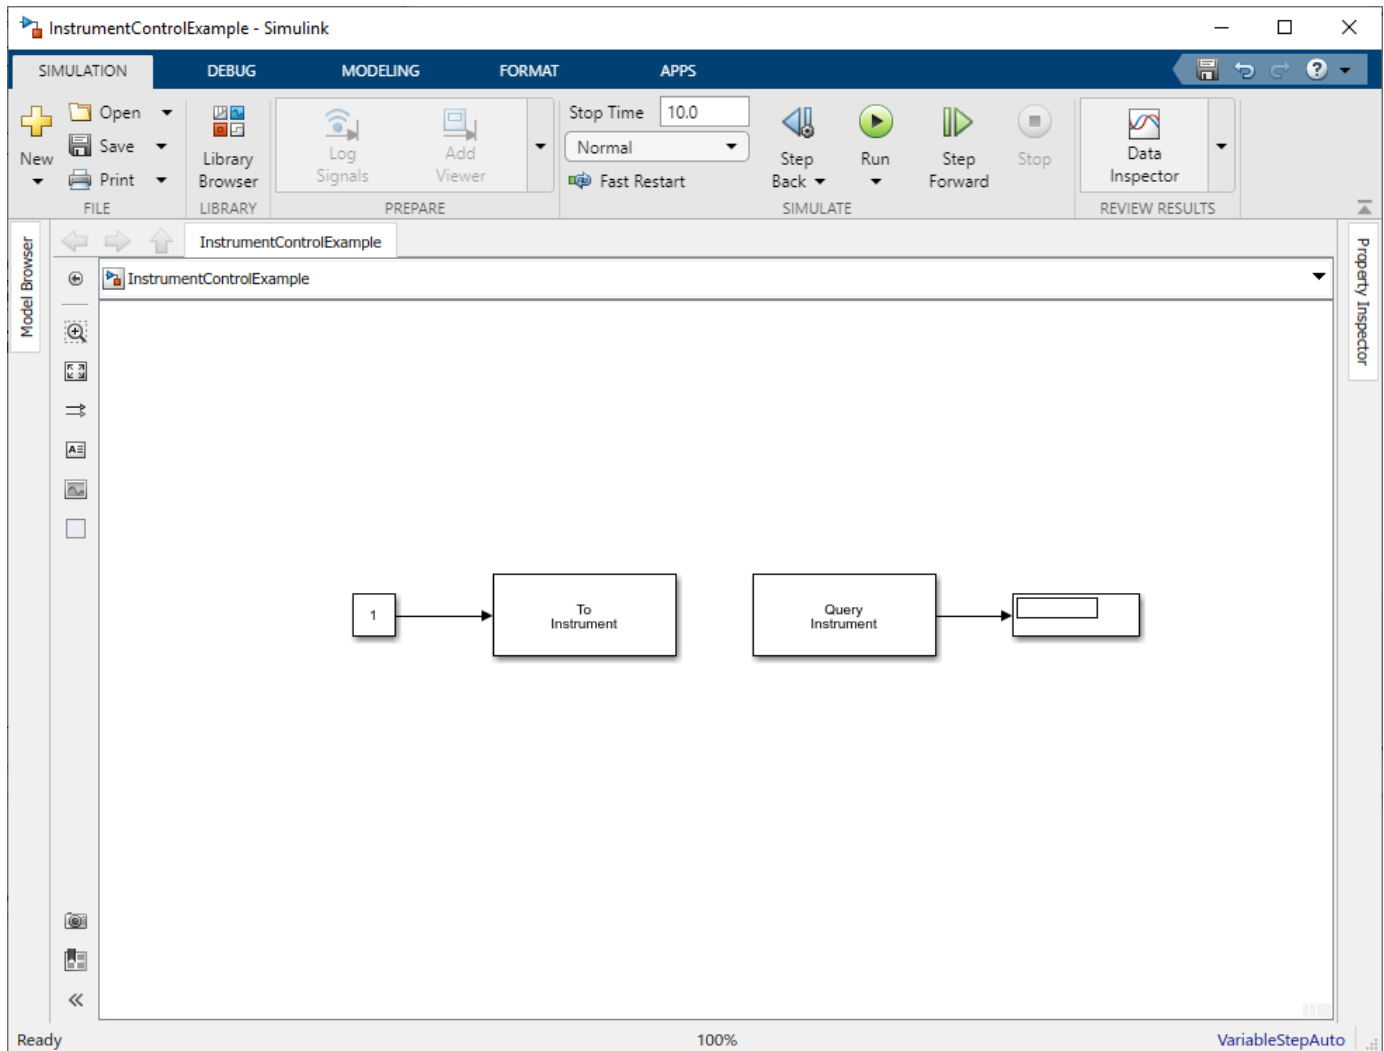 InstrumentControlExample - Simulink
SIMULATION
DEBUG
MODELING
FORMAT
APPS
New
Open
Save
Print
FILE
Library
Browser
LIBRARY
Log
Signals
Add
Viewer
PREPARE
Stop Time 10.0
Normal
Fast Restart
Step
Back
Run
Step
Forward
Stop
SIMULATE
Data
Inspector
REVIEW RESULTS
Model Browser
InstrumentControlExample
InstrumentControlExample
Property Inspector
1
To
Instrument
Query
Instrument
Ready
100%
VariableStepAuto